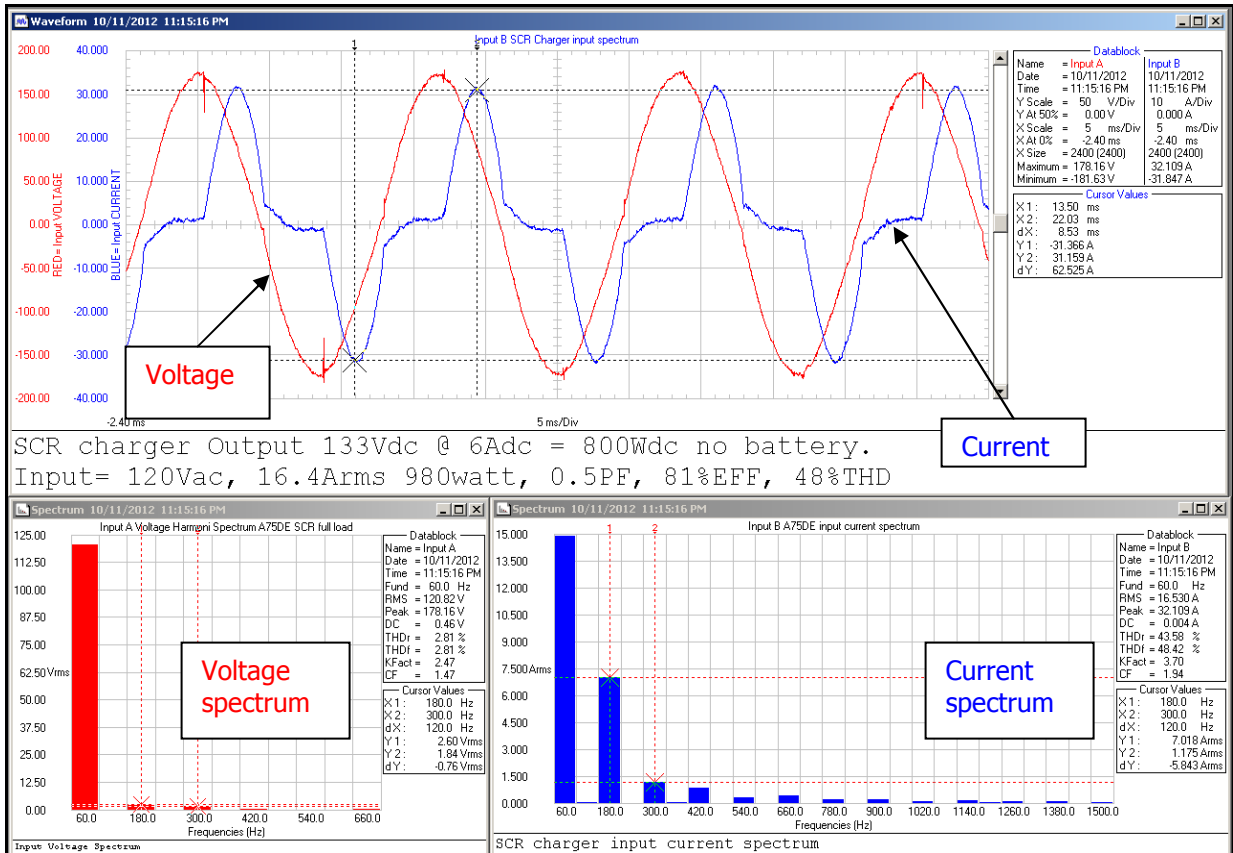 Waveform 10/11/2012 11:15:16 PM
Input B SCR Charger input spectrum
200.00
150.00
100.00
50.00
0.00
-50.00
-100.00
-150.00
-200.00
RED= Input VOLTAGE
40.000
30.000
20.000
10.000
0.000
-10.000
-20.000
-30.000
-40.000
BLUE = Input CURRENT
1
2
Voltage
Current
-2.40 ms
5 ms/Div
Datablock
Name = Input A Input B
Date = 10/11/2012 10/11/2012
Time = 11:15:16 PM 11:15:16 PM
Y Scale = 50 V/Div 10 A/Div
Y At 50% = 0.00 V 0.000 A
X Scale = 5 ms/Div 5 ms/Div
X At 0% = -2.40 ms -2.40 ms
X Size = 2400 (2400) 2400 (2400)
Maximum = 178.16 V 32.109 A
Minimum = -181.63 V -31.847 A
Cursor Values
X1: 13.50 ms
X2: 22.03 ms
dX: 8.53 ms
Y1: -31.366 A
Y2: 31.159 A
dY: 62.525 A
SCR charger Output 133Vdc @ 6Adc = 800Wdc no battery.
Input= 120Vac, 16.4Arms 980watt, 0.5PF, 81%EFF, 48%THD
Spectrum 10/11/2012 11:15:16 PM
Input A Voltage Harmoni Spectrum A75DE SCR full load
125.00
112.50
100.00
87.50
75.00
62.50 Vrms
50.00
37.50
25.00
12.50
0.00
1
2
60.0 180.0 300.0 420.0 540.0 660.0
Frequencies (Hz)
Voltage
spectrum
Datablock
Name = Input A
Date = 10/11/2012
Time = 11:15:16 PM
Fund = 60.0 Hz
RMS = 120.82 V
Peak = 178.16 V
DC = 0.46 V
THDr = 2.81 %
THDf = 2.81 %
KFact = 2.47
CF = 1.47
Cursor Values
X1: 180.0 Hz
X2: 300.0 Hz
dX: 120.0 Hz
Y1: 2.60 Vrms
Y2: 1.84 Vrms
dY: -0.76 Vrms
Input Voltage Spectrum
Spectrum 10/11/2012 11:15:16 PM
Input B A75DE input current spectrum
15.000
13.500
12.000
10.500
9.000
7.500 Arms
6.000
4.500
3.000
1.500
0.000
1
2
60.0 180.0 300.0 420.0 540.0 660.0 780.0 900.0 1020.0 1140.0 1260.0 1380.0 1500.0
Frequencies (Hz)
Current
spectrum
Datablock
Name = Input B
Date = 10/11/2012
Time = 11:15:16 PM
Fund = 60.0 Hz
RMS = 16.530 A
Peak = 32.109 A
DC = 0.004 A
THDr = 43.58 %
THDf = 48.42 %
KFact = 3.70
CF = 1.94
Cursor Values
X1: 180.0 Hz
X2: 300.0 Hz
dX: 120.0 Hz
Y1: 7.018 Arms
Y2: 1.175 Arms
dY: -5.843 Arms
SCR charger input current spectrum